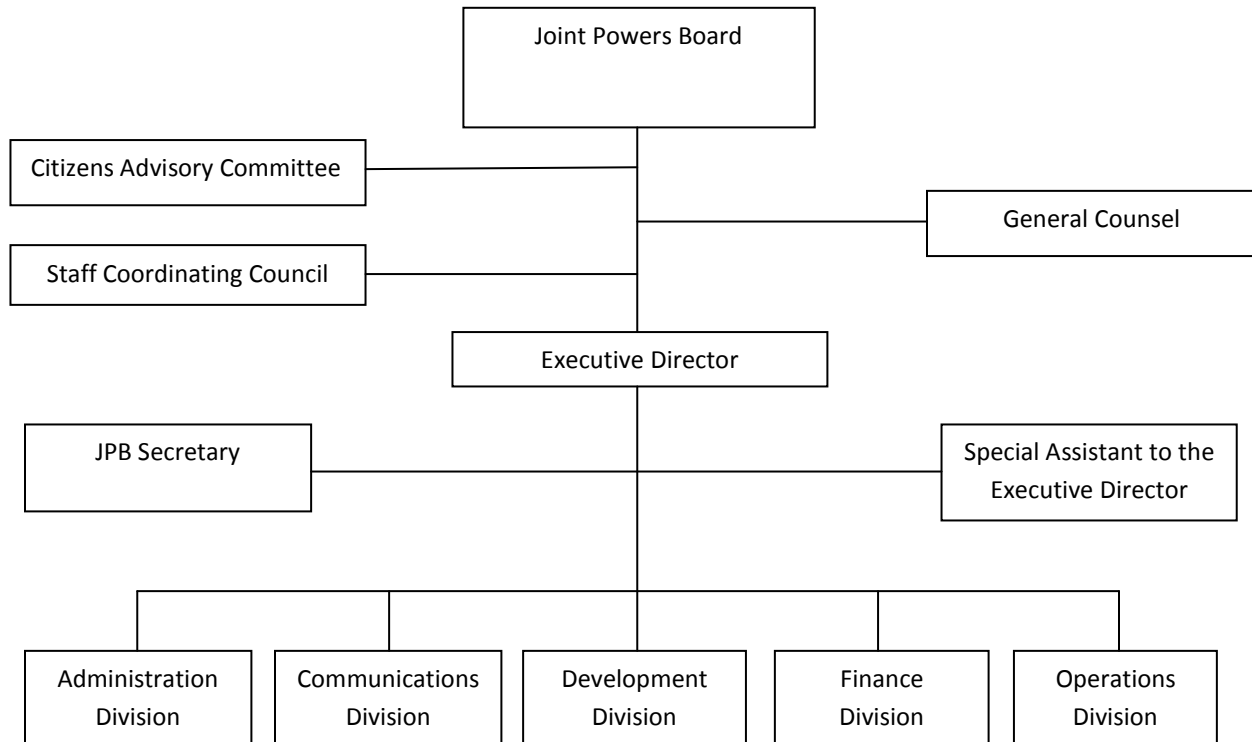 Joint Powers Board
Citizens Advisory Committee
General Counsel
Staff Coordinating Council
Executive Director
JPB Secretary
Special Assistant to the
Executive Director
Administration
Division
Communications
Division
Development
Division
Finance
Division
Operations
Division